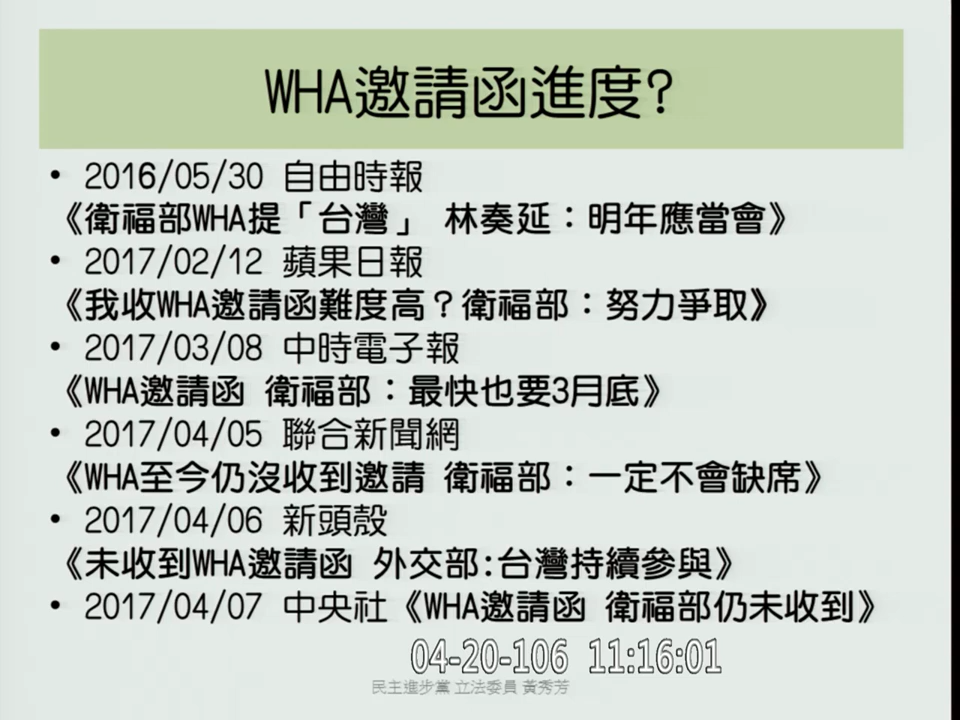 WHA邀請函進度?
• 2016/05/30 自由時報
《衛福部WHA提「台灣」 林奏延：明年應當會》
• 2017/02/12 蘋果日報
《我收WHA邀請函難度高？衛福部：努力爭取》
• 2017/03/08 中時電子報
《WHA邀請函 衛福部：最快也要3月底》
• 2017/04/05 聯合新聞網
《WHA至今仍沒收到邀請 衛福部：一定不會缺席》
• 2017/04/06 新頭殼
《未收到WHA邀請函 外交部:台灣持續參與》
• 2017/04/07 中央社《WHA邀請函 衛福部仍未收到》
04-20-106 11:16:01
民主進步黨 立法委員 黃秀芳